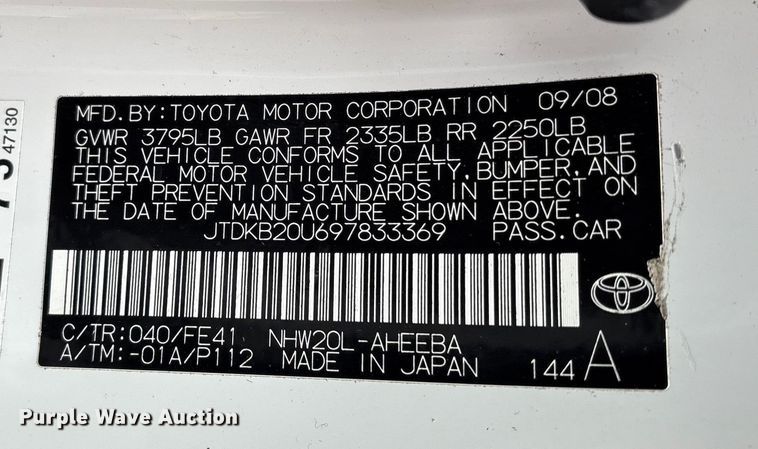 MFD.BY:TOYOTA MOTOR CORPORATION 09/08
GVWR 3795LB GAWR FR 2335LB RR 2250LB
THIS VEHICLE CONFORMS TO ALL APPLICABLE
FEDERAL MOTOR VEHICLE SAFETY,BUMPER,AND
THEFT PREVENTION STANDARDS IN EFFECT ON
THE DATE OF MANUFACTURE SHOWN ABOVE.
JTDKB20U697833369 PASS.CAR
C/TR:040/FE41 NHW20L-AHEEBA
A/TM:-01A/P112 MADE IN JAPAN 144 A
47130
Purple Wave Auction